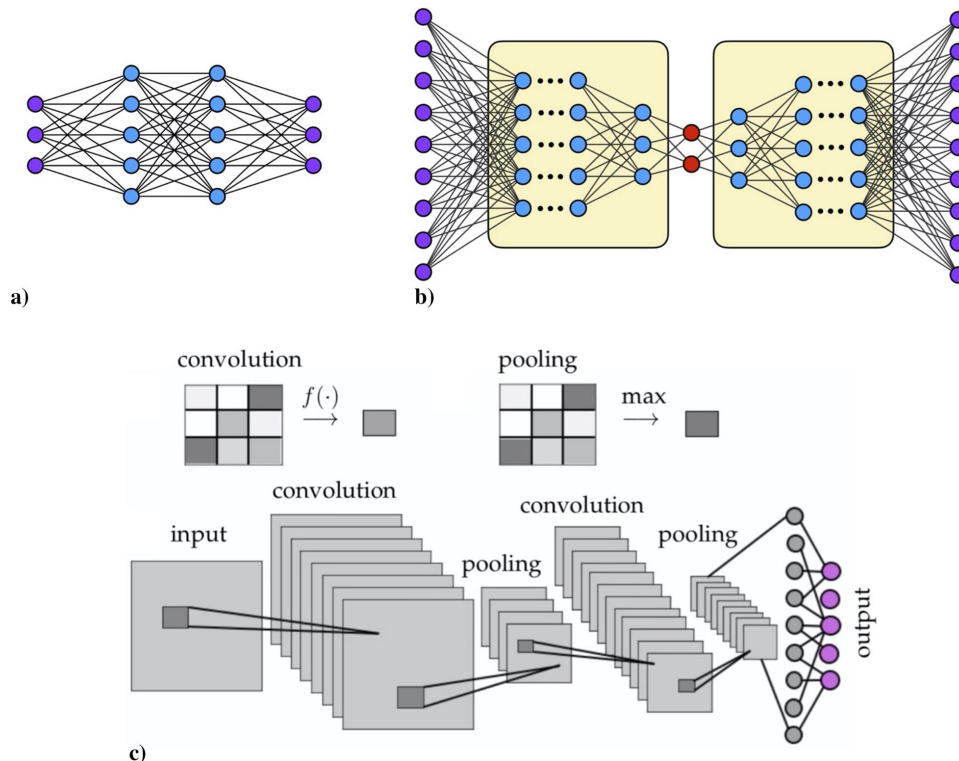 a)
b)
convolution
f(·)
→
pooling
max
→
convolution
input
pooling
convolution
pooling
output
c)